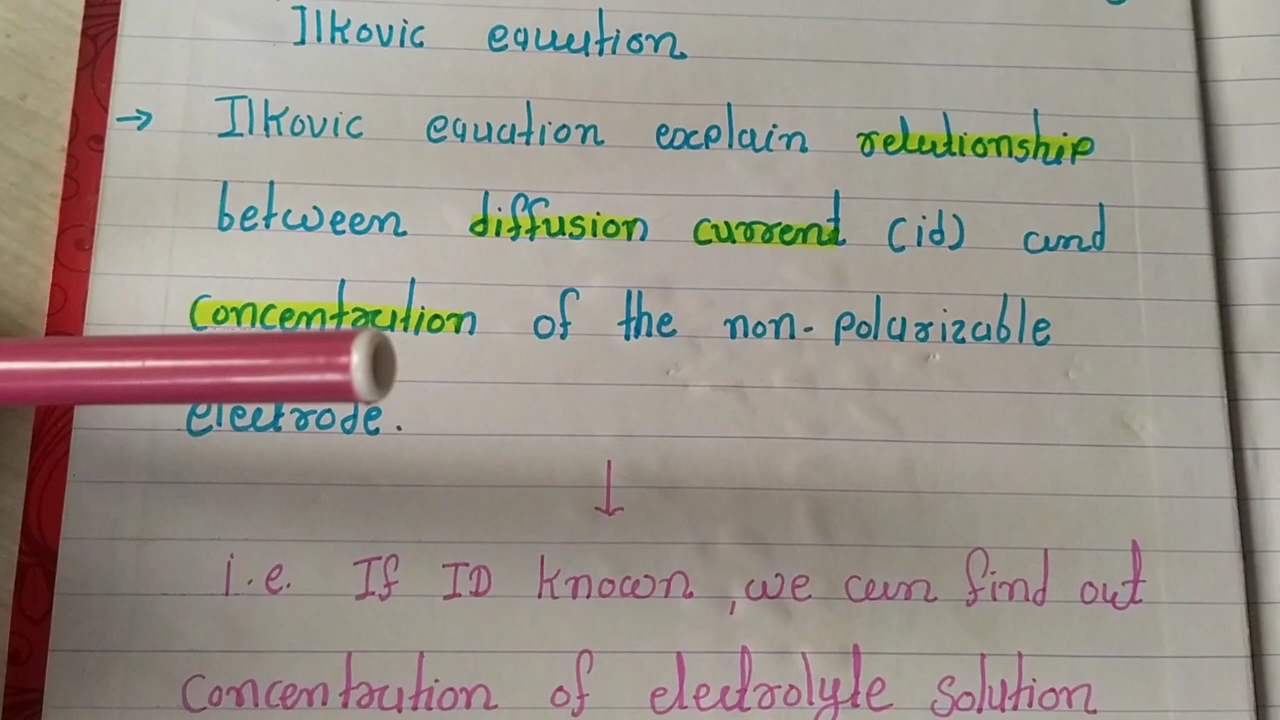 Ilkovic equation
→ Ilkovic equation explain relationship
between diffusion current (id) and
concentration of the non-polarizable
electrode.
↓
i.e. If ID known, we can find out
concentration of electrolyte solution